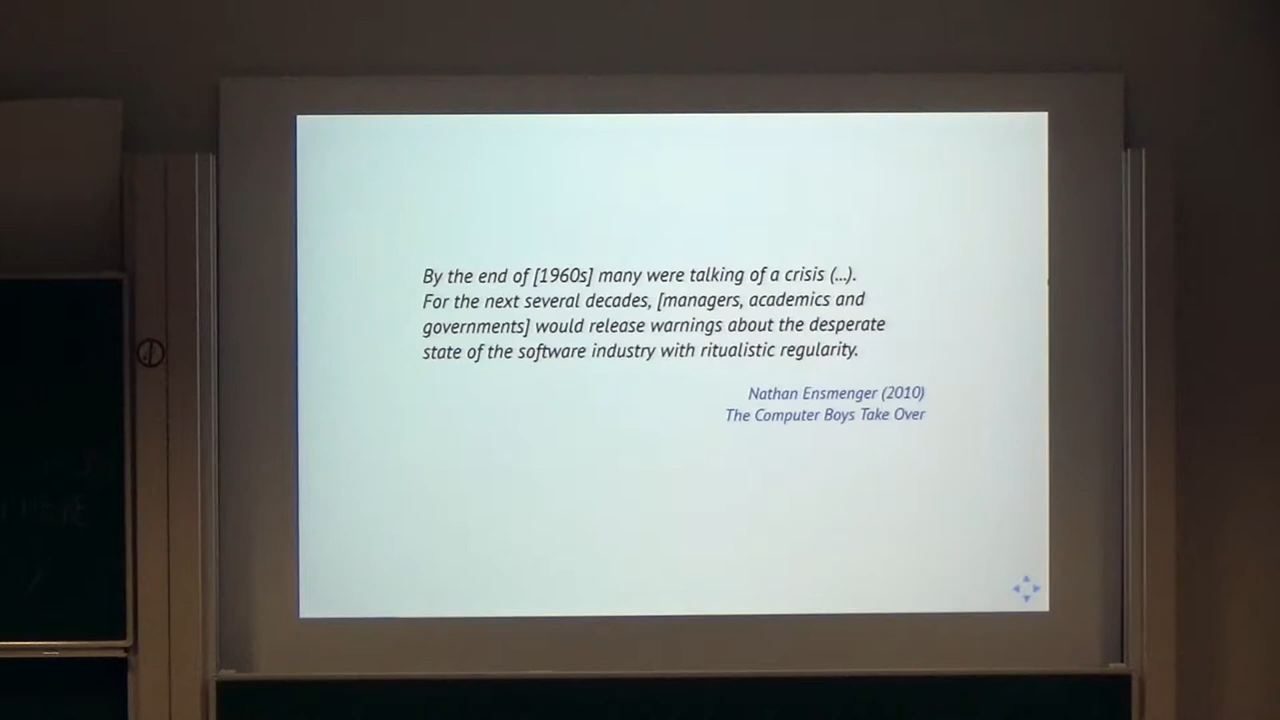 By the end of [1960s] many were talking of a crisis (...).
For the next several decades, [managers, academics and
governments] would release warnings about the desperate
state of the software industry with ritualistic regularity.
Nathan Ensmenger (2010)
The Computer Boys Take Over